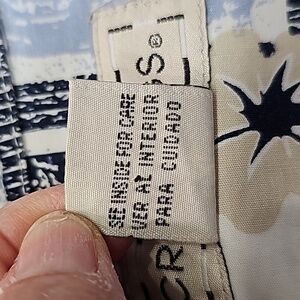 SEE INSIDE FOR CARE
VER AL INTERIOR
PARA CUIDADO